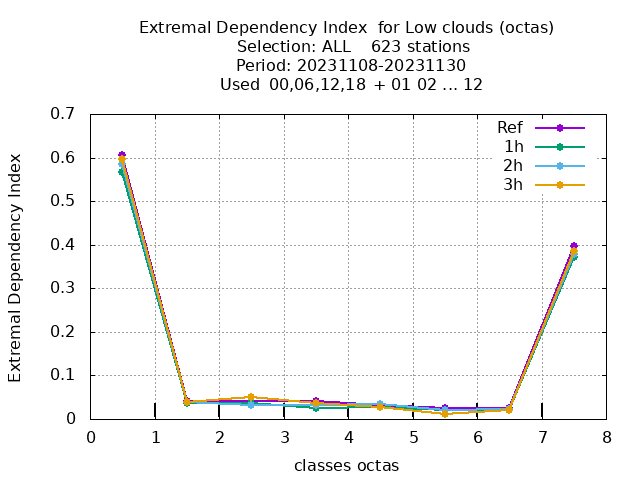 Extremal Dependency Index  for Low clouds (octas)
Selection: ALL    623 stations
Period: 20231108-20231130
Used  00,06,12,18  + 01 02 ... 12
Ref
1h
2h
3h
Extremal Dependency Index
0.7
0.6
0.5
0.4
0.3
0.2
0.1
0
0 1 2 3 4 5 6 7 8
classes octas